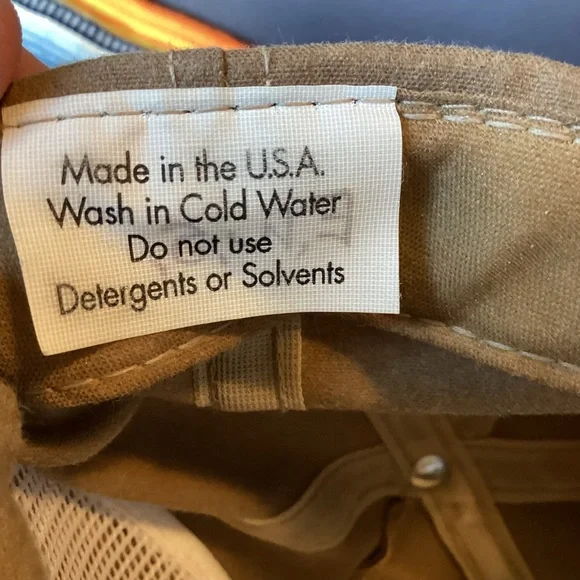 Made in the U.S.A.
Wash in Cold Water
Do not use
Detergents or Solvents